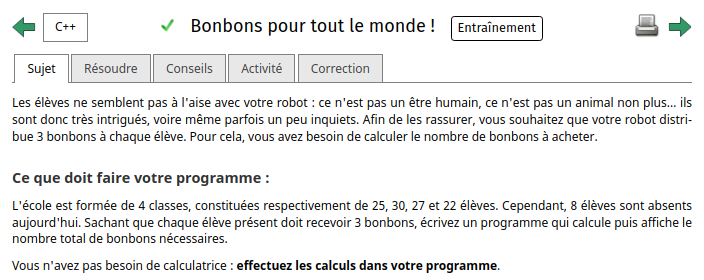 C++ Bonbons pour tout le monde ! Entraînement
Sujet Résoudre Conseils Activité Correction
Les élèves ne semblent pas à l'aise avec votre robot : ce n'est pas un être humain, ce n'est pas un animal non plus... ils
sont donc très intrigués, voire même parfois un peu inquiets. Afin de les rassurer, vous souhaitez que votre robot distri-
bue 3 bonbons à chaque élève. Pour cela, vous avez besoin de calculer le nombre de bonbons à acheter.
Ce que doit faire votre programme :
L'école est formée de 4 classes, constituées respectivement de 25, 30, 27 et 22 élèves. Cependant, 8 élèves sont absents
aujourd'hui. Sachant que chaque élève présent doit recevoir 3 bonbons, écrivez un programme qui calcule puis affiche le
nombre total de bonbons nécessaires.
Vous n'avez pas besoin de calculatrice : effectuez les calculs dans votre programme.